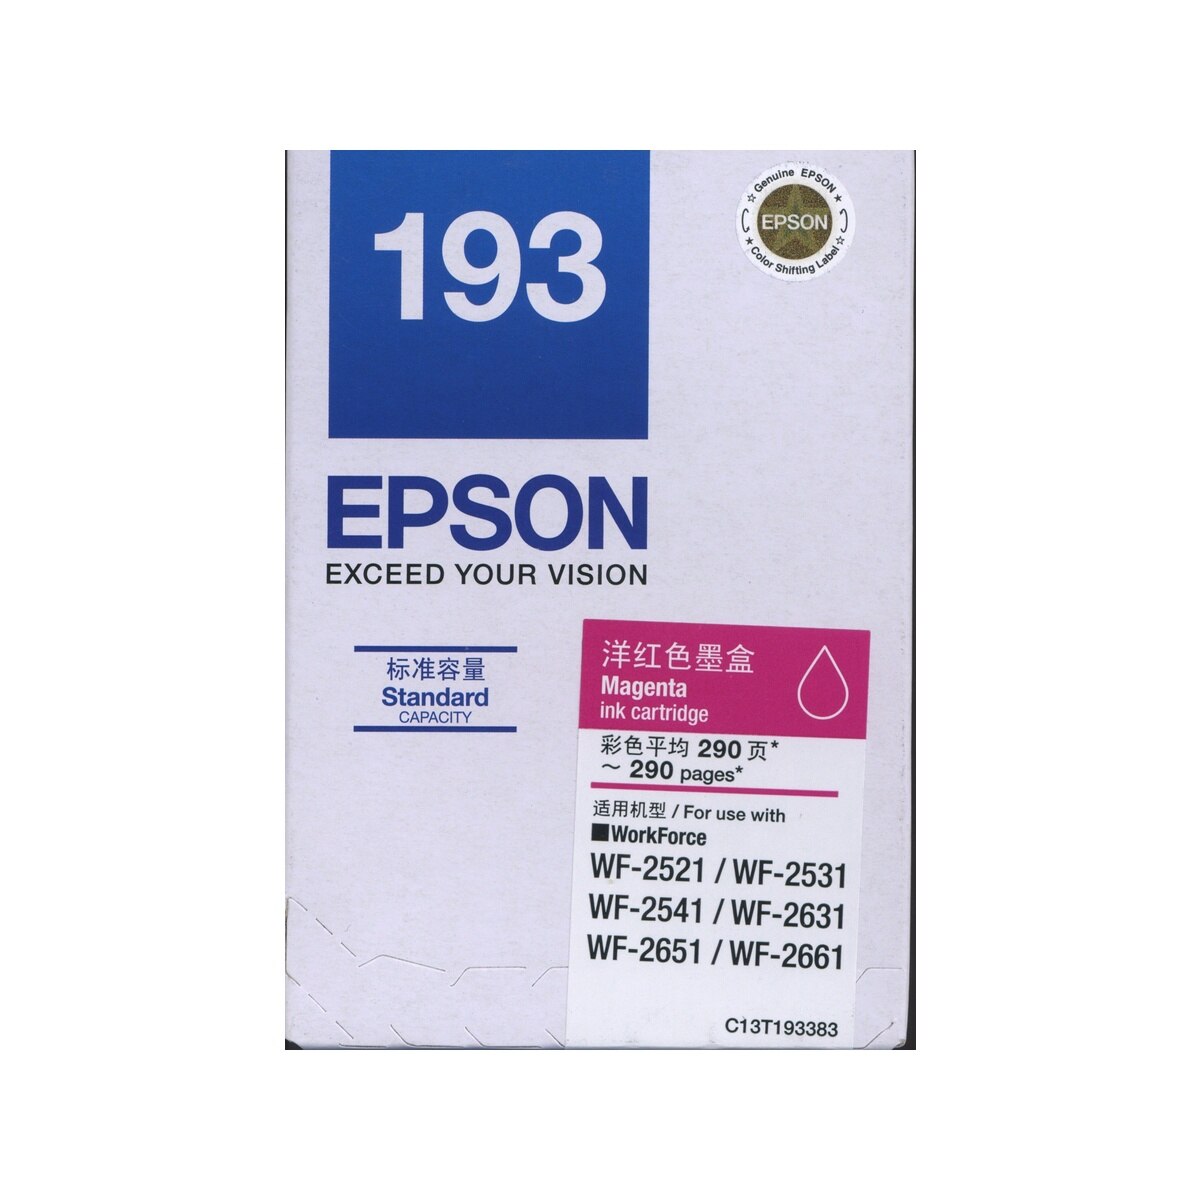 193
Genuine EPSON
EPSON
Color Shifting Label
EPSON
EXCEED YOUR VISION
标准容量
Standard
CAPACITY
洋红色墨盒
Magenta
ink cartridge
彩色平均 290 页*
～ 290 pages*
适用机型 / For use with
■WorkForce
WF-2521 / WF-2531
WF-2541 / WF-2631
WF-2651 / WF-2661
C13T193383